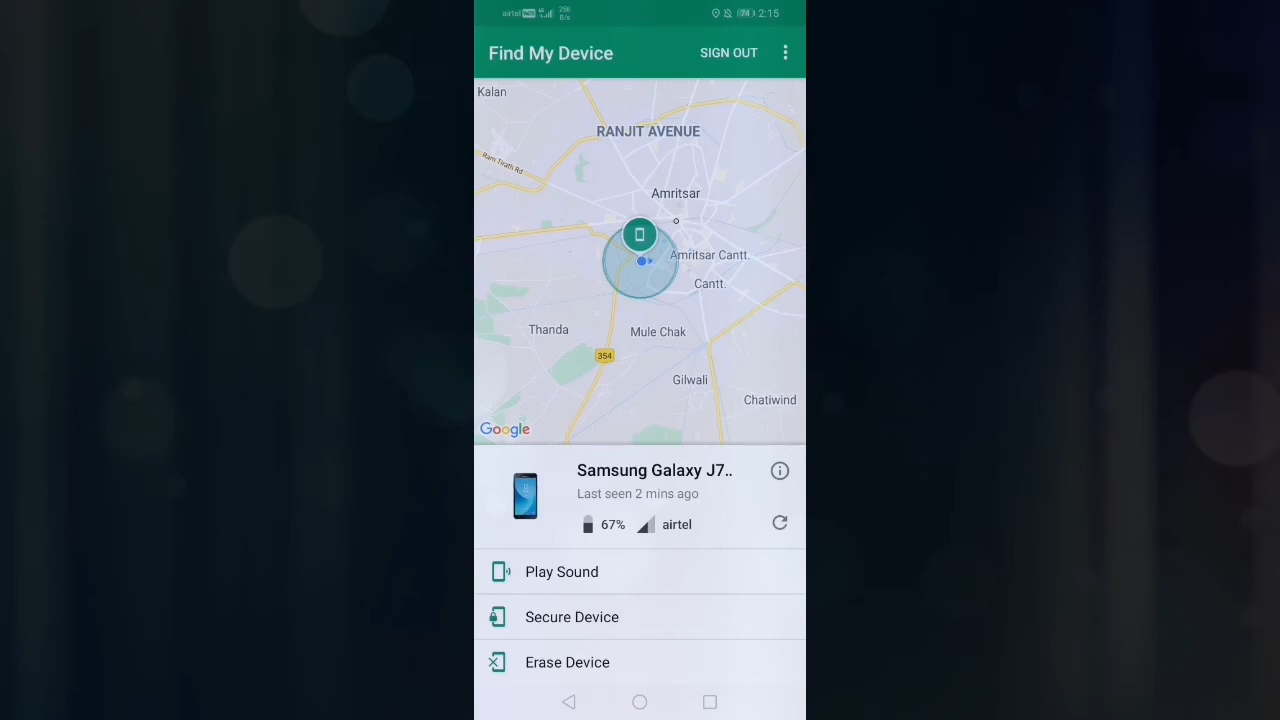 airtel 258 B/s 74 2:15
Find My Device SIGN OUT
Kalan
RANJIT AVENUE
Ram Tirath Rd
Amritsar
Amritsar Cantt.
Cantt.
Thanda
Mule Chak
354
Gilwali
Chatiwind
Google
Samsung Galaxy J7..
Last seen 2 mins ago
67% airtel
Play Sound
Secure Device
Erase Device